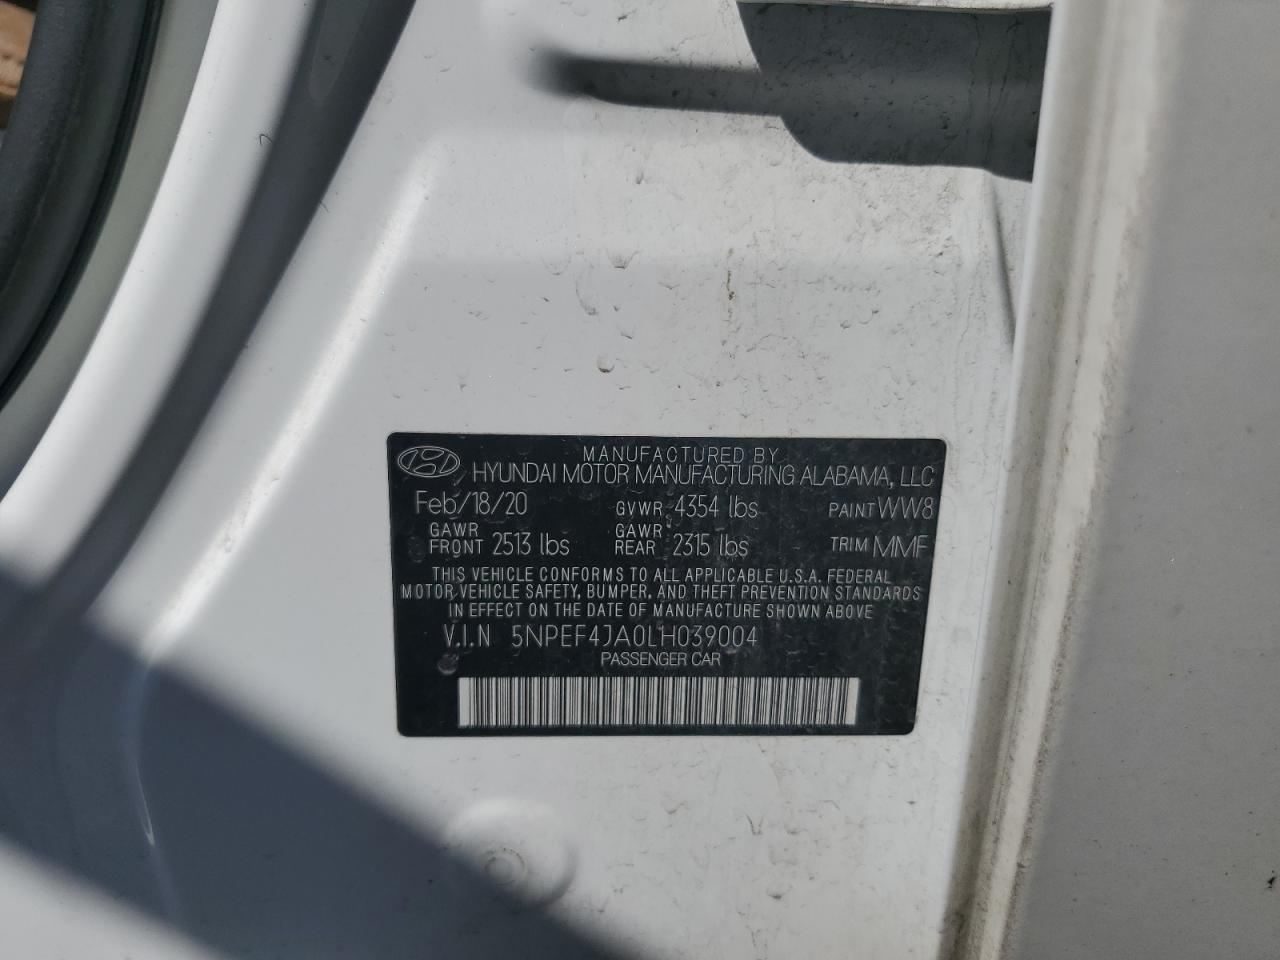 MANUFACTURED BY
HYUNDAI MOTOR MANUFACTURING ALABAMA, LLC
Feb/18/20 GVWR 4354 lbs PAINT WW8
GAWR FRONT 2513 lbs GAWR REAR 2315 lbs TRIM MMF
THIS VEHICLE CONFORMS TO ALL APPLICABLE U.S.A. FEDERAL
MOTOR VEHICLE SAFETY, BUMPER, AND THEFT PREVENTION STANDARDS
IN EFFECT ON THE DATE OF MANUFACTURE SHOWN ABOVE
V.I.N 5NPEF4JA0LH039004
PASSENGER CAR